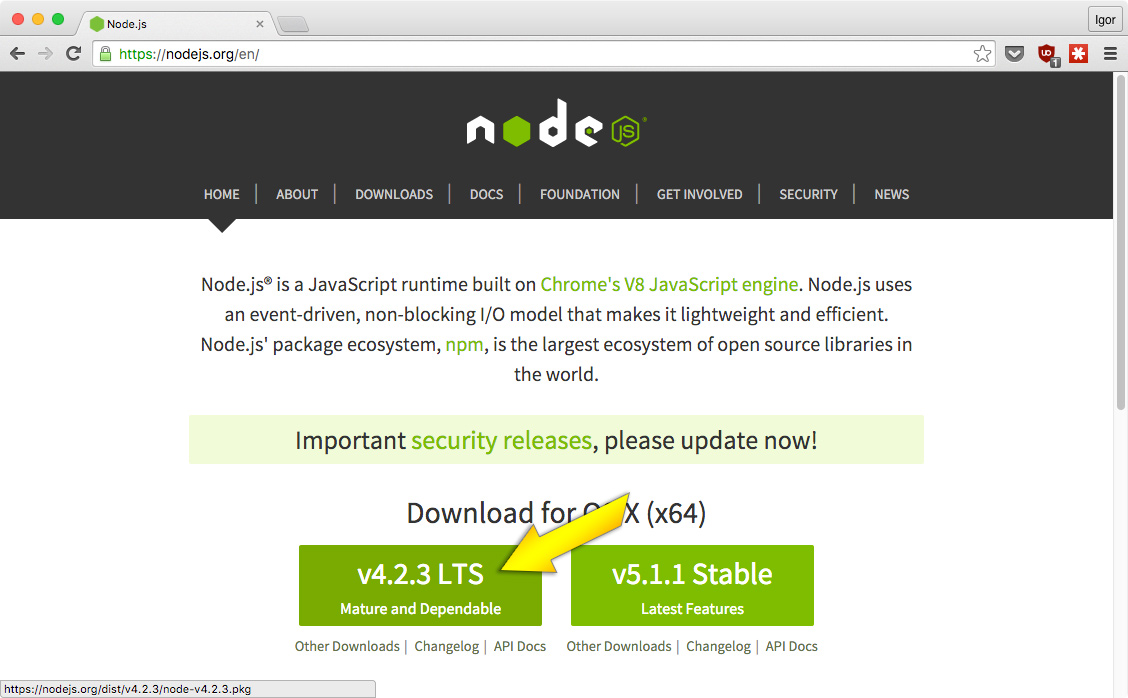 Node.js
Igor
https://nodejs.org/en/
UO
1
node
JS
®
HOME
ABOUT
DOWNLOADS
DOCS
FOUNDATION
GET INVOLVED
SECURITY
NEWS
Node.js® is a JavaScript runtime built on Chrome's V8 JavaScript engine. Node.js uses
an event-driven, non-blocking I/O model that makes it lightweight and efficient.
Node.js' package ecosystem, npm, is the largest ecosystem of open source libraries in
the world.
Important security releases, please update now!
Download for X (x64)
v4.2.3 LTS
Mature and Dependable
v5.1.1 Stable
Latest Features
Other Downloads | Changelog | API Docs
Other Downloads | Changelog | API Docs
https://nodejs.org/dist/v4.2.3/node-v4.2.3.pkg